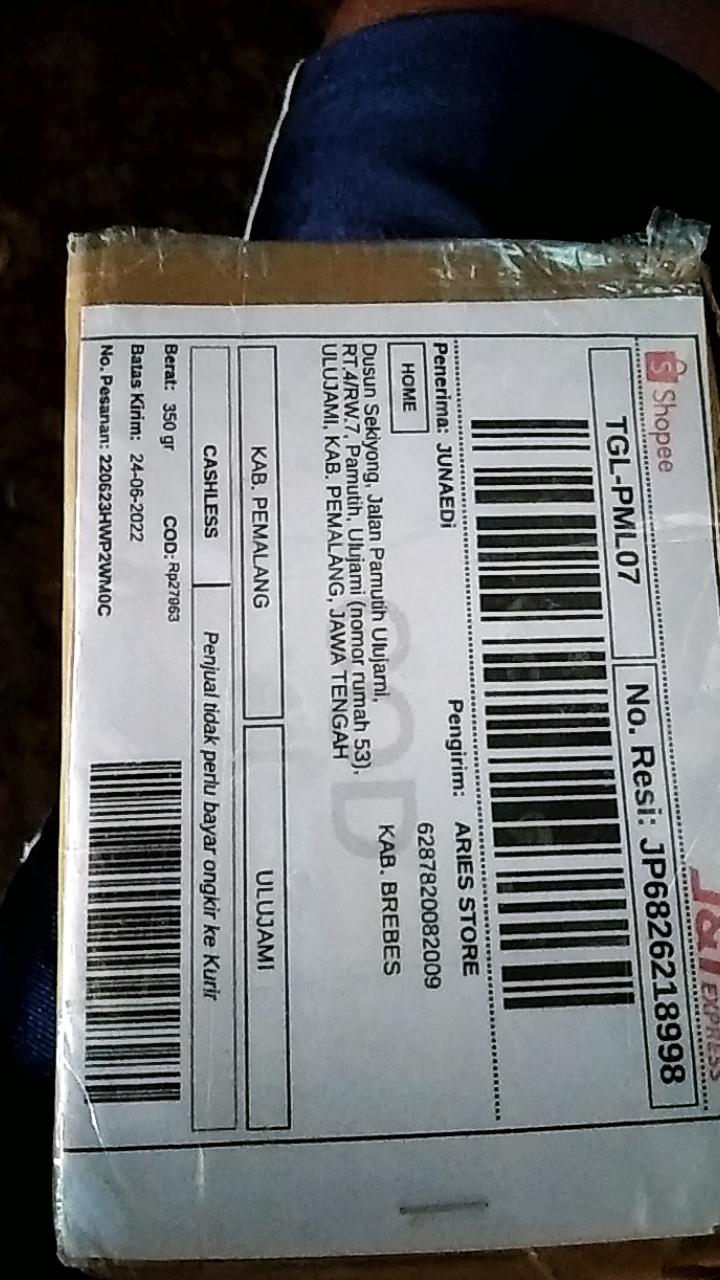 Shopee
J&T EXPRESS
TGL-PML07
No. Resi: JP6826218998
Penerima: JUNAEDi
Pengirim: ARIES STORE
6287820082009
KAB. BREBES
HOME
Dusun Sekiyong, Jalan Pamutih Ulujami,
RT.4/RW.7, Pamutih, Ulujami (nomor rumah 53),
ULUJAMI, KAB. PEMALANG, JAWA TENGAH
COD
KAB. PEMALANG
ULUJAMI
CASHLESS
Penjual tidak perlu bayar ongkir ke Kurir
Berat: 350 gr
COD: Rp27963
Batas Kirim: 24-06-2022
No. Pesanan: 220623HWP2WM0C